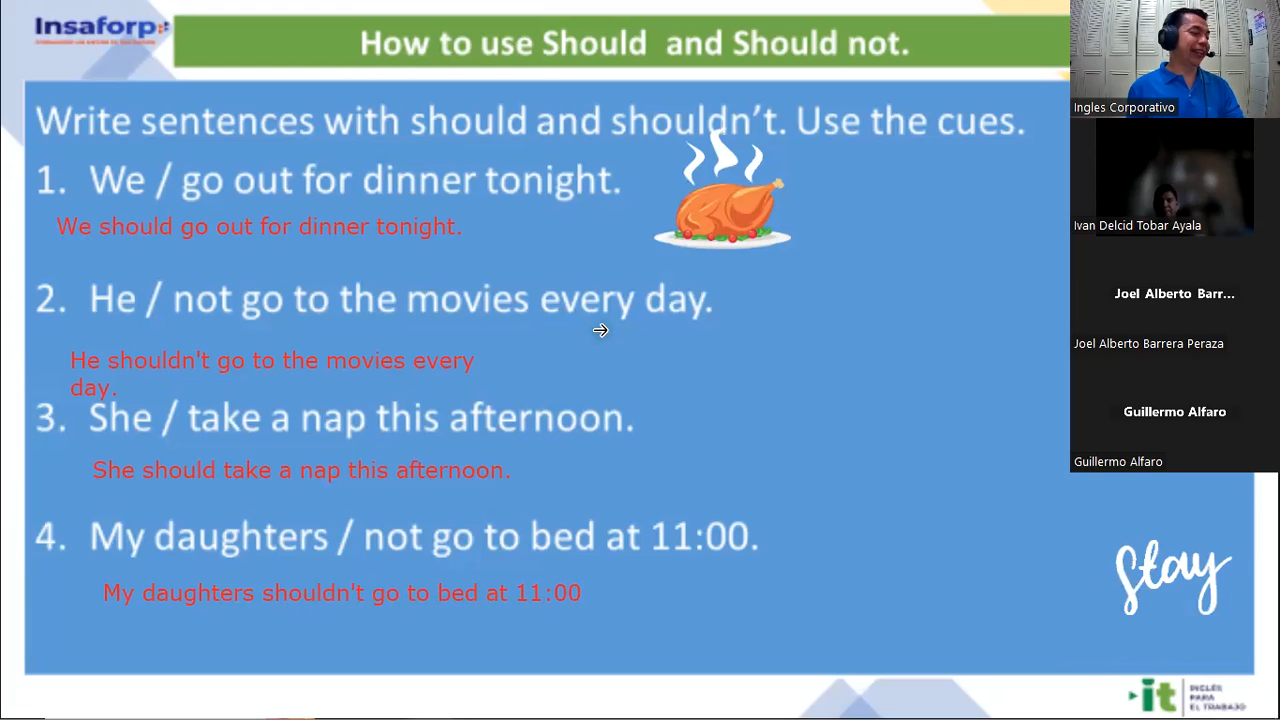 Insaforp
How to use Should and Should not.
Write sentences with should and shouldn't. Use the cues.
1. We / go out for dinner tonight.
We should go out for dinner tonight.
2. He / not go to the movies every day.
He shouldn't go to the movies every
day.
3. She / take a nap this afternoon.
She should take a nap this afternoon.
4. My daughters / not go to bed at 11:00.
My daughters shouldn't go to bed at 11:00
Ingles Corporativo
Ivan Delcid Tobar Ayala
Joel Alberto Barr...
Joel Alberto Barrera Peraza
Guillermo Alfaro
Guillermo Alfaro
Stay
it
INGLÉS
PARA
EL TRABAJO